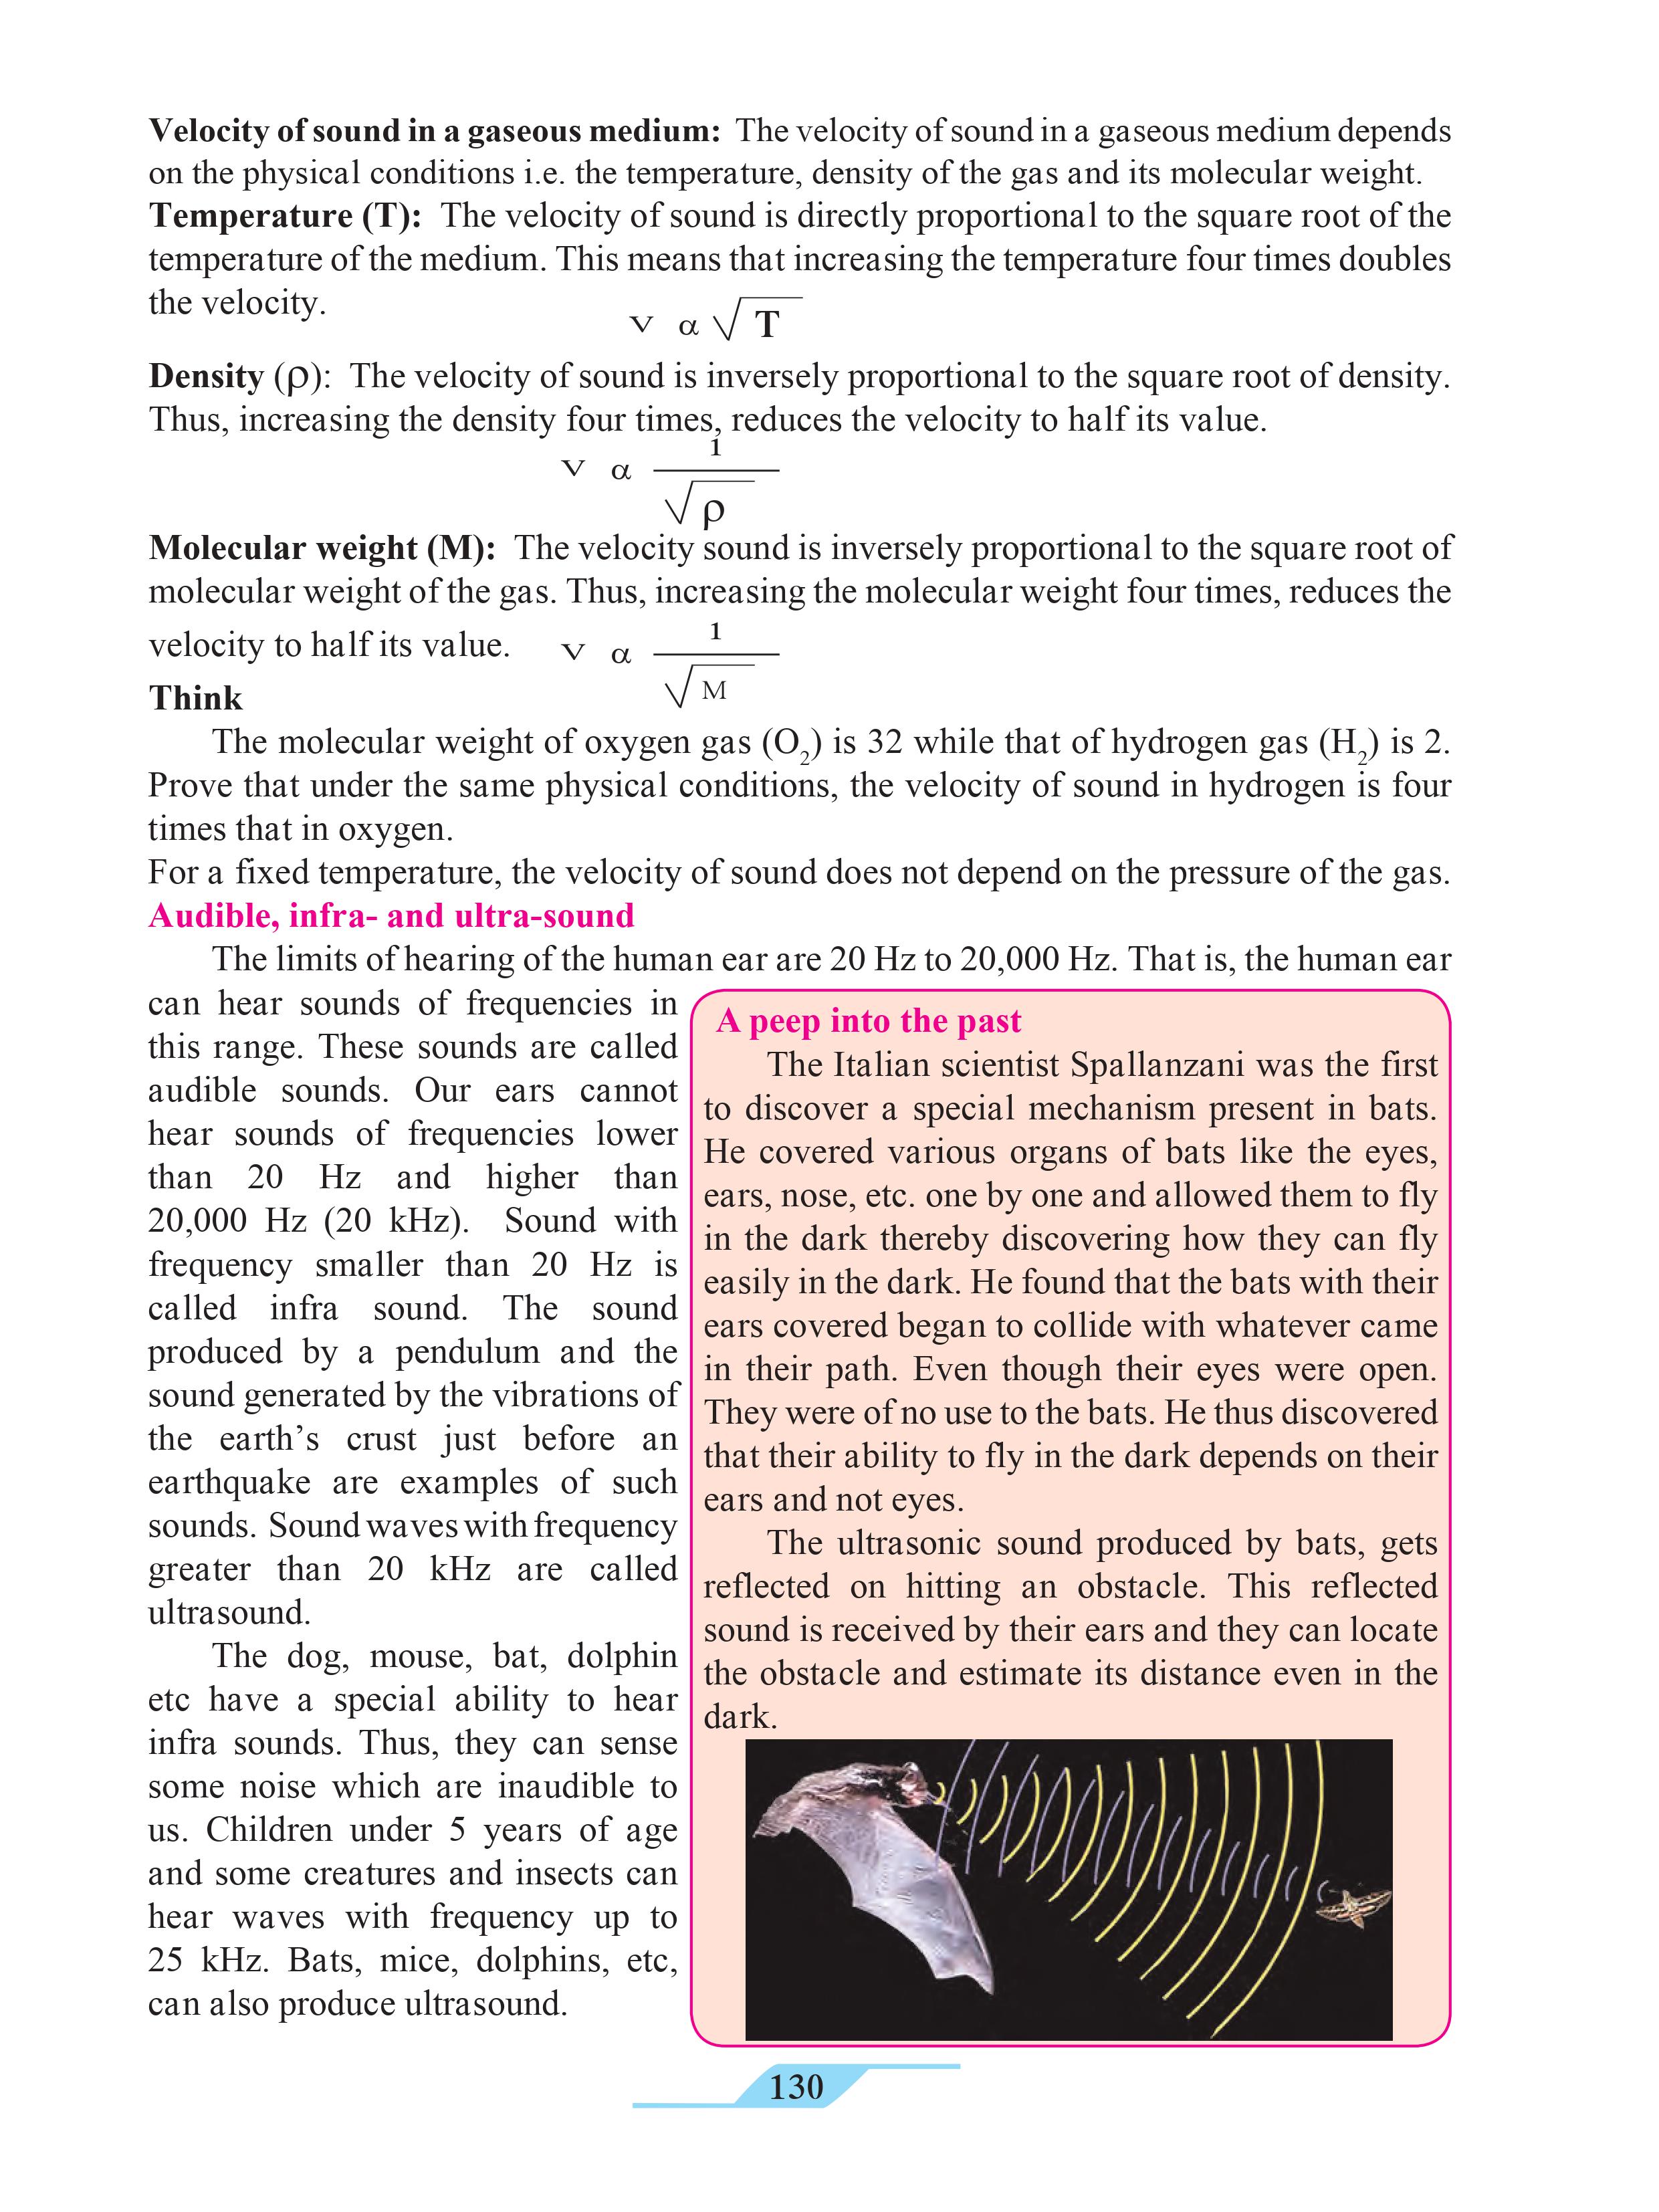 Velocity of sound in a gaseous medium: The velocity of sound in a gaseous medium depends
on the physical conditions i.e. the temperature, density of the gas and its molecular weight.
Temperature (T): The velocity of sound is directly proportional to the square root of the
temperature of the medium. This means that increasing the temperature four times doubles
the velocity.
v α √T
Density (ρ): The velocity of sound is inversely proportional to the square root of density.
Thus, increasing the density four times, reduces the velocity to half its value.
v α 1/√ρ
Molecular weight (M): The velocity sound is inversely proportional to the square root of
molecular weight of the gas. Thus, increasing the molecular weight four times, reduces the
velocity to half its value. v α 1/√M
Think
The molecular weight of oxygen gas (O₂) is 32 while that of hydrogen gas (H₂) is 2.
Prove that under the same physical conditions, the velocity of sound in hydrogen is four
times that in oxygen.
For a fixed temperature, the velocity of sound does not depend on the pressure of the gas.
Audible, infra- and ultra-sound
The limits of hearing of the human ear are 20 Hz to 20,000 Hz. That is, the human ear
can hear sounds of frequencies in
this range. These sounds are called
audible sounds. Our ears cannot
hear sounds of frequencies lower
than 20 Hz and higher than
20,000 Hz (20 kHz). Sound with
frequency smaller than 20 Hz is
called infra sound. The sound
produced by a pendulum and the
sound generated by the vibrations of
the earth’s crust just before an
earthquake are examples of such
sounds. Sound waves with frequency
greater than 20 kHz are called
ultrasound.
The dog, mouse, bat, dolphin
etc have a special ability to hear
infra sounds. Thus, they can sense
some noise which are inaudible to
us. Children under 5 years of age
and some creatures and insects can
hear waves with frequency up to
25 kHz. Bats, mice, dolphins, etc,
can also produce ultrasound.
A peep into the past
The Italian scientist Spallanzani was the first
to discover a special mechanism present in bats.
He covered various organs of bats like the eyes,
ears, nose, etc. one by one and allowed them to fly
in the dark thereby discovering how they can fly
easily in the dark. He found that the bats with their
ears covered began to collide with whatever came
in their path. Even though their eyes were open.
They were of no use to the bats. He thus discovered
that their ability to fly in the dark depends on their
ears and not eyes.
The ultrasonic sound produced by bats, gets
reflected on hitting an obstacle. This reflected
sound is received by their ears and they can locate
the obstacle and estimate its distance even in the
dark.
130